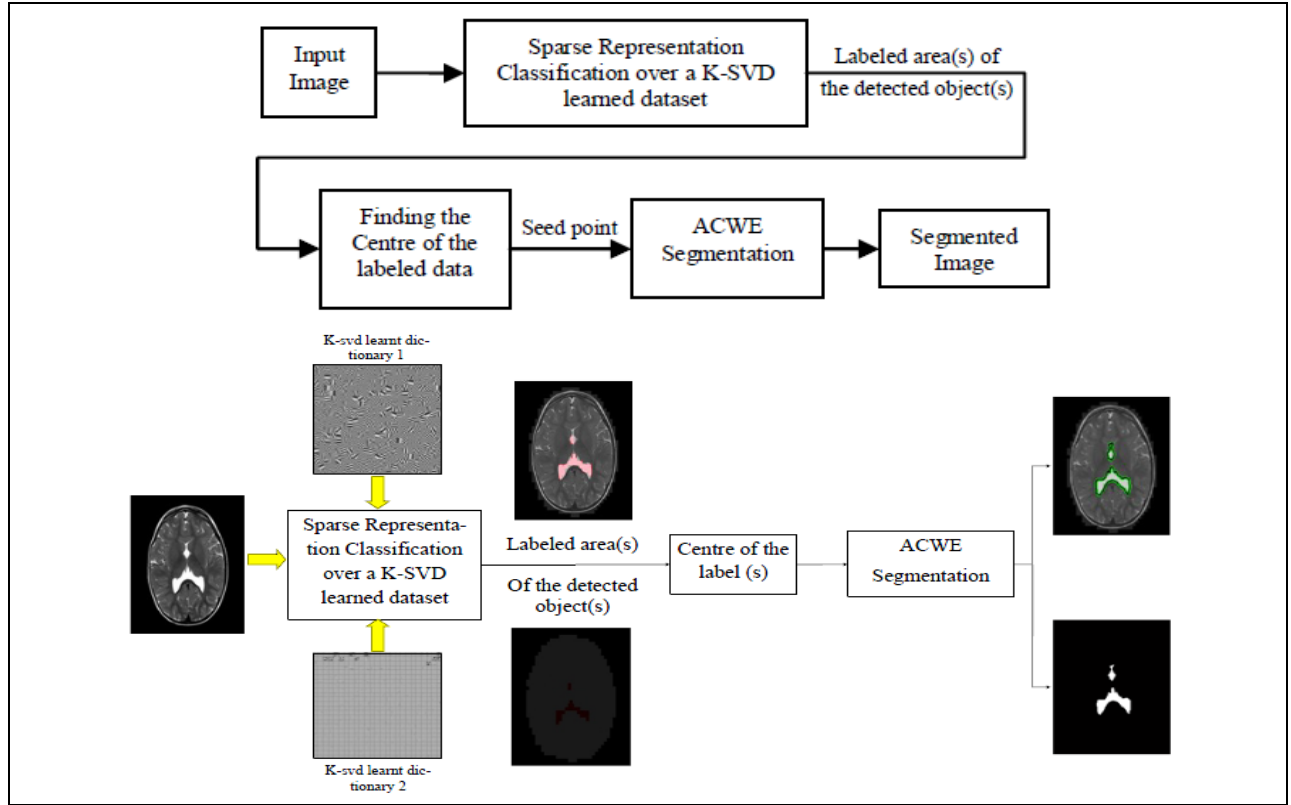 Input
Image
Sparse Representation
Classification over a K-SVD
learned dataset
Labeled area(s) of
the detected object(s)
Finding the
Centre of the
labeled data
Seed point
ACWE
Segmentation
Segmented
Image
K-svd learnt dic-
tionary 1
Sparse Representa-
tion Classification
over a K-SVD
learned dataset
Labeled area(s)
Of the detected
object(s)
Centre of the
label (s)
ACWE
Segmentation
K-svd learnt dic-
tionary 2